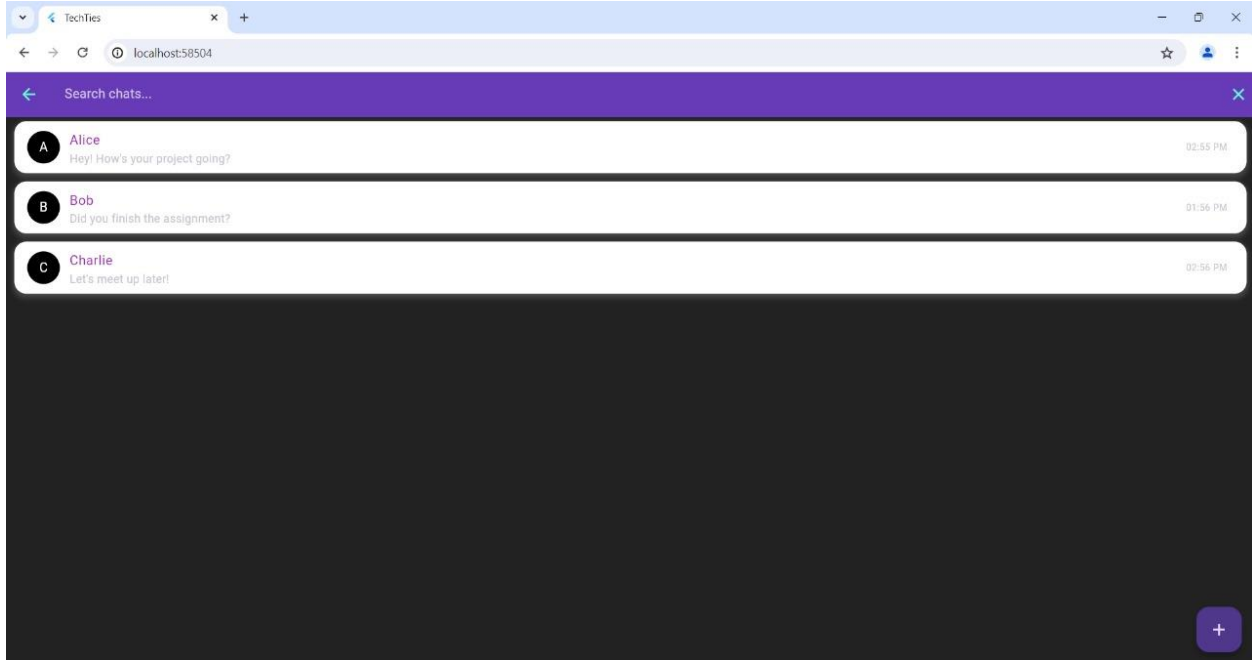 TechTies
localhost:58504
Search chats...
A
Alice
Hey! How's your project going?
02:55 PM
B
Bob
Did you finish the assignment?
01:56 PM
C
Charlie
Let's meet up later!
02:56 PM